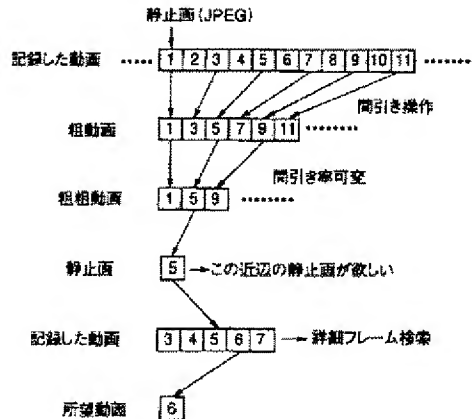 静止画(JPEG)
記録した動画 ‥‥‥ 1 2 3 4 5 6 7 8 9 10 11 ‥‥‥
間引き操作
粗動画 1 3 5 7 9 11 ‥‥‥
間引き率可変
粗粗動画 1 5 9 ‥‥‥
静止画 5 →この近辺の静止画が欲しい
記録した動画 3 4 5 6 7 → 詳細フレーム検索
所望動画 6